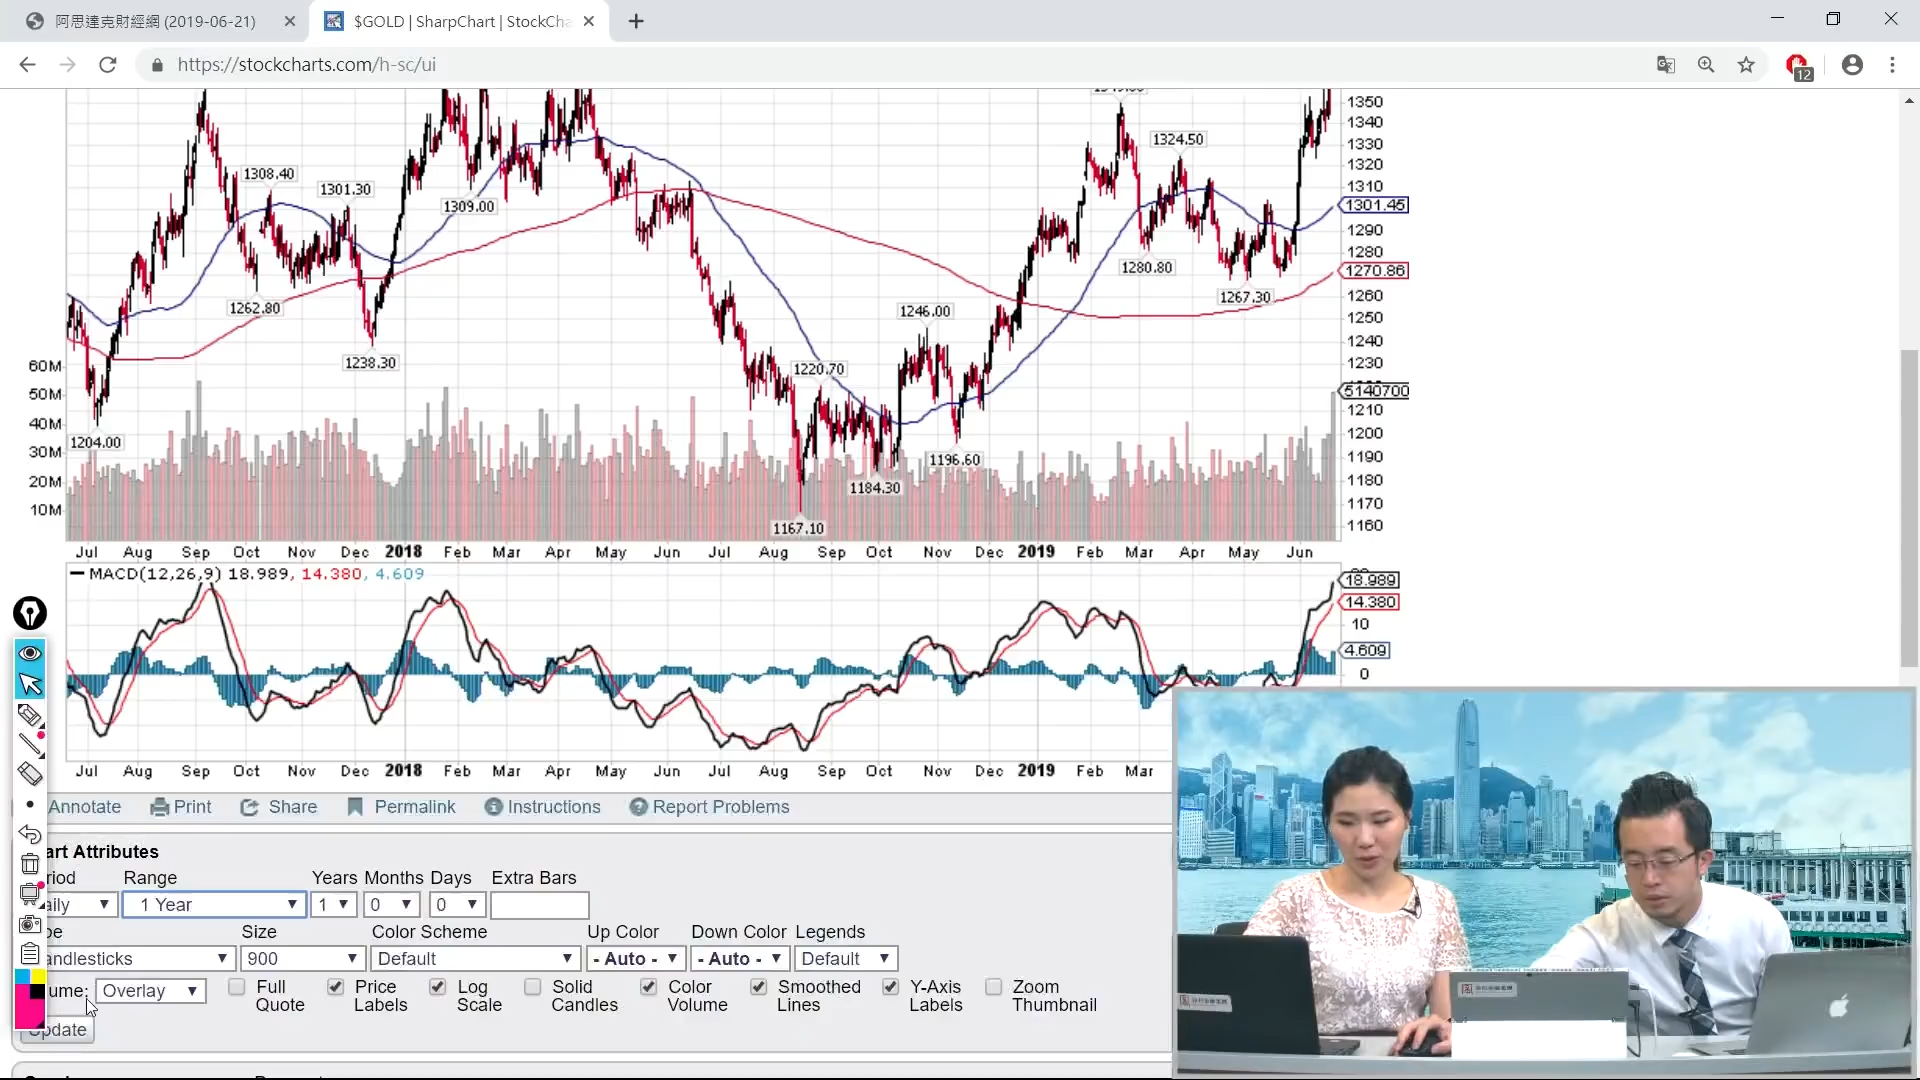 阿思達克財經網 (2019-06-21)
$GOLD | SharpChart | StockCha
https://stockcharts.com/h-sc/ui
12
1350
1340
1324.50
1330
1320
1308.40
1301.30
1310
1309.00
1301.45
1290
1280
1280.80
1270.86
1262.80
1267.30
1260
1246.00
1250
1240
1238.30
1230
1220.70
60M
50M
5140700
40M
1210
1204.00
1200
30M
1196.60
1190
20M
1184.30
1180
1170
10M
1167.10
1160
Jul Aug Sep Oct Nov Dec 2018 Feb Mar Apr May Jun Jul Aug Sep Oct Nov Dec 2019 Feb Mar Apr May Jun
MACD(12,26,9) 18.989, 14.380, 4.609
18.989
14.380
10
4.609
0
Jul Aug Sep Oct Nov Dec 2018 Feb Mar Apr May Jun Jul Aug Sep Oct Nov Dec 2019 Feb Mar
Annotate Print Share Permalink Instructions Report Problems
art Attributes
riod Range Years Months Days Extra Bars
aily 1 Year 1 0 0
pe Size Color Scheme Up Color Down Color Legends
andlesticks 900 Default - Auto - - Auto - Default
ume: Overlay Full Quote Price Labels Log Scale Solid Candles Color Volume Smoothed Lines Y-Axis Labels Zoom Thumbnail
Update